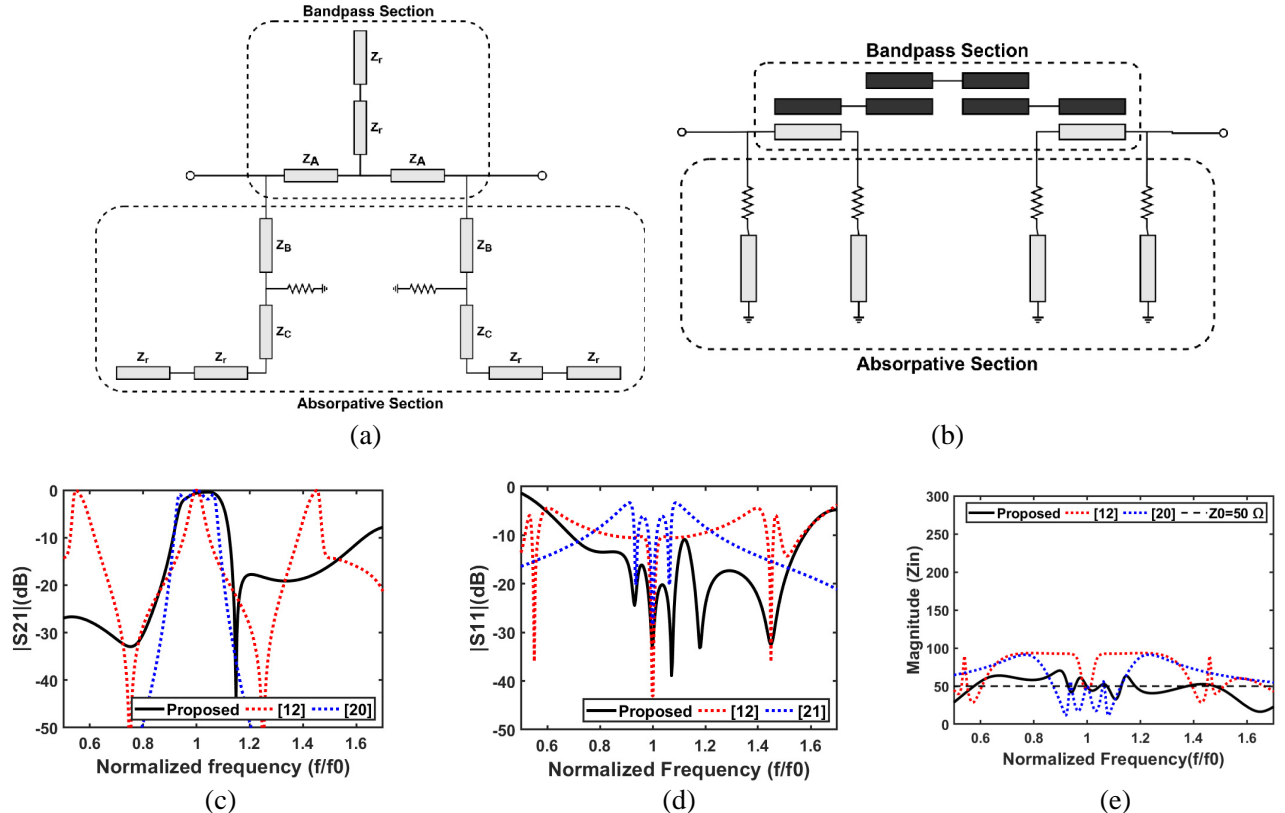 Bandpass Section
Zr
Zr
ZA
ZA
ZB
ZB
ZC
ZC
Zr
Zr
Zr
Zr
Absorpative Section
(a)
Bandpass Section
Absorpative Section
(b)
|S21|(dB)
0
-10
-20
-30
-40
-50
Proposed [12] [20]
0.6 0.8 1 1.2 1.4 1.6
Normalized frequency (f/f0)
(c)
|S11|(dB)
0
-10
-20
-30
-40
-50
Proposed [12] [21]
0.6 0.8 1 1.2 1.4 1.6
Normalized Frequency (f/f0)
(d)
Magnitude (Zin)
300
250
200
150
100
50
0
Proposed [12] [20] Z0=50 Ω
0.6 0.8 1 1.2 1.4 1.6
Normalized Frequency(f/f0)
(e)